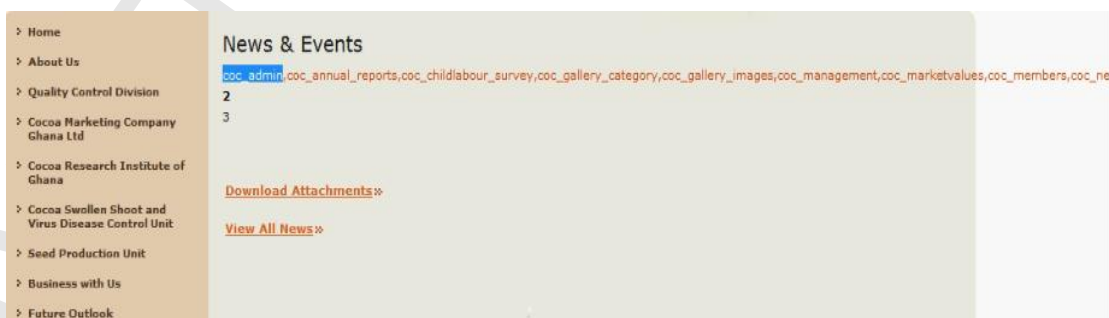 Home
About Us
Quality Control Division
Cocoa Marketing Company
Ghana Ltd
Cocoa Research Institute of
Ghana
Cocoa Swollen Shoot and
Virus Disease Control Unit
Seed Production Unit
Business with Us
Future Outlook
News & Events
coc_admin,coc_annual_reports,coc_childlabour_survey,coc_gallery_category,coc_gallery_images,coc_management,coc_marketvalues,coc_members,coc_ne
2
3
Download Attachments»
View All News»